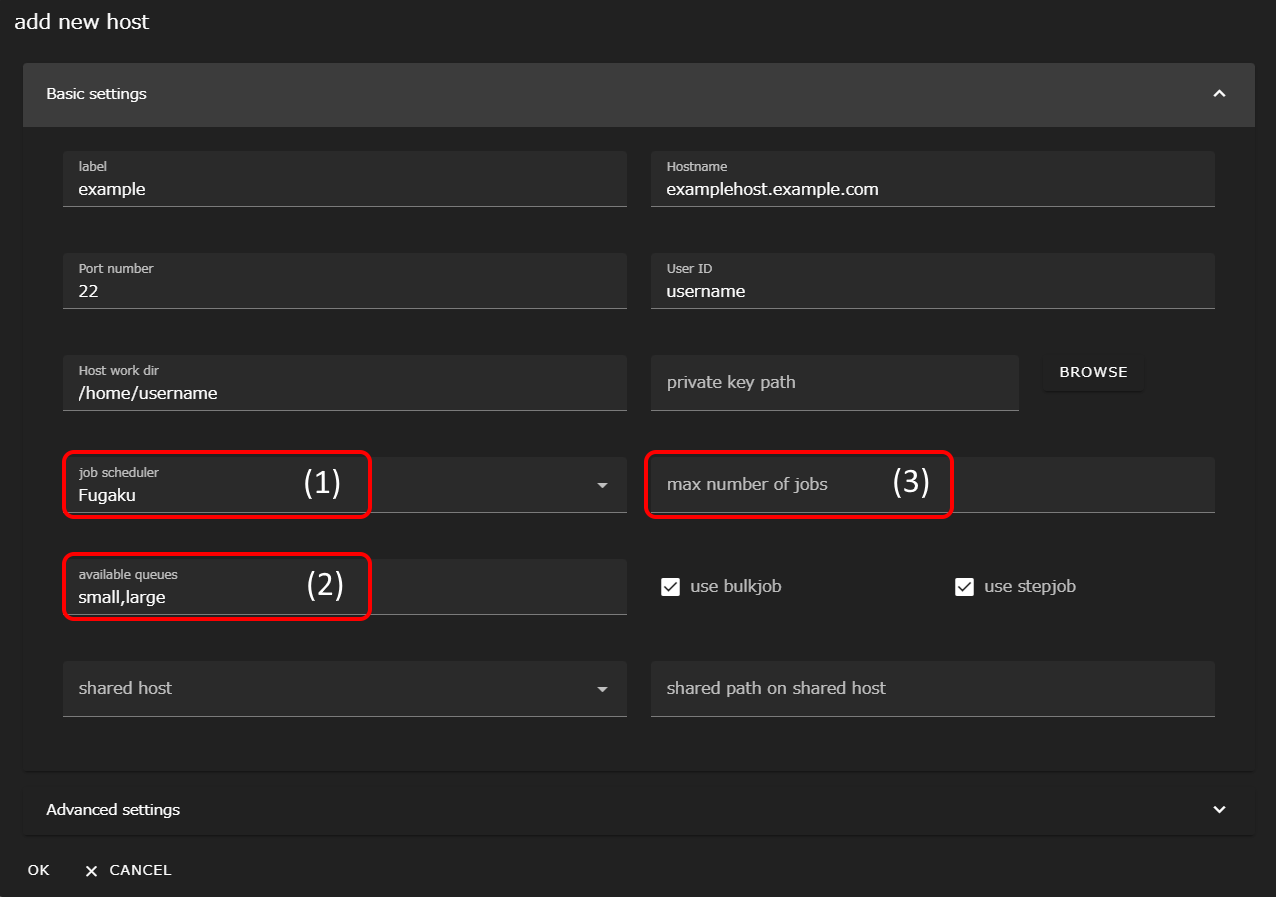 add new host
Basic settings
label
example
Hostname
examplehost.example.com
Port number
22
User ID
username
Host work dir
/home/username
private key path
BROWSE
job scheduler
Fugaku
(1)
max number of jobs
(3)
available queues
small,large
(2)
use bulkjob
use stepjob
shared host
shared path on shared host
Advanced settings
OK
CANCEL